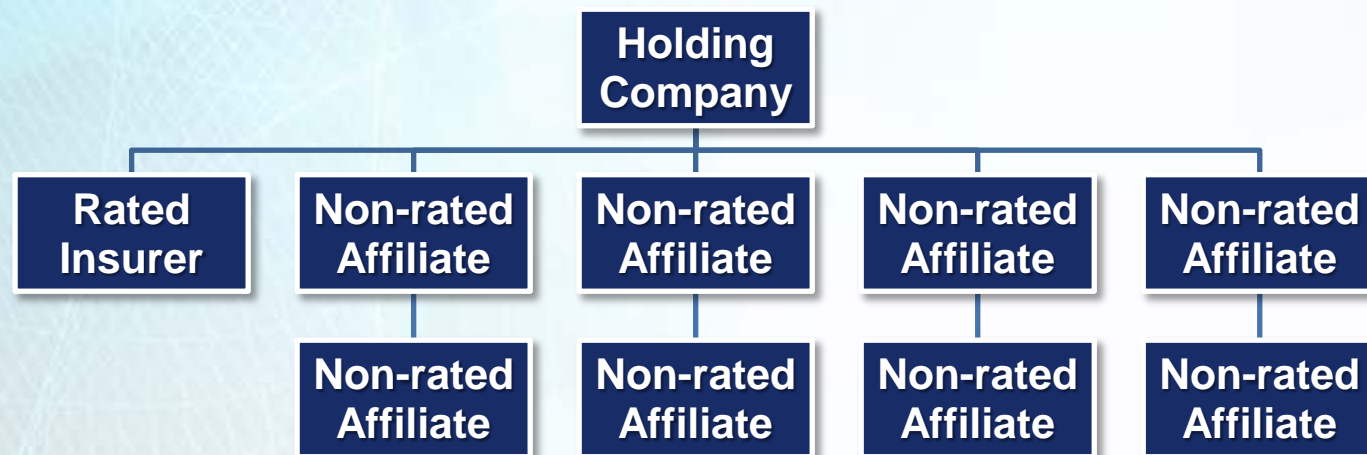 Holding
Company
Rated
Insurer
Non-rated
Affiliate
Non-rated
Affiliate
Non-rated
Affiliate
Non-rated
Affiliate
Non-rated
Affiliate
Non-rated
Affiliate
Non-rated
Affiliate
Non-rated
Affiliate